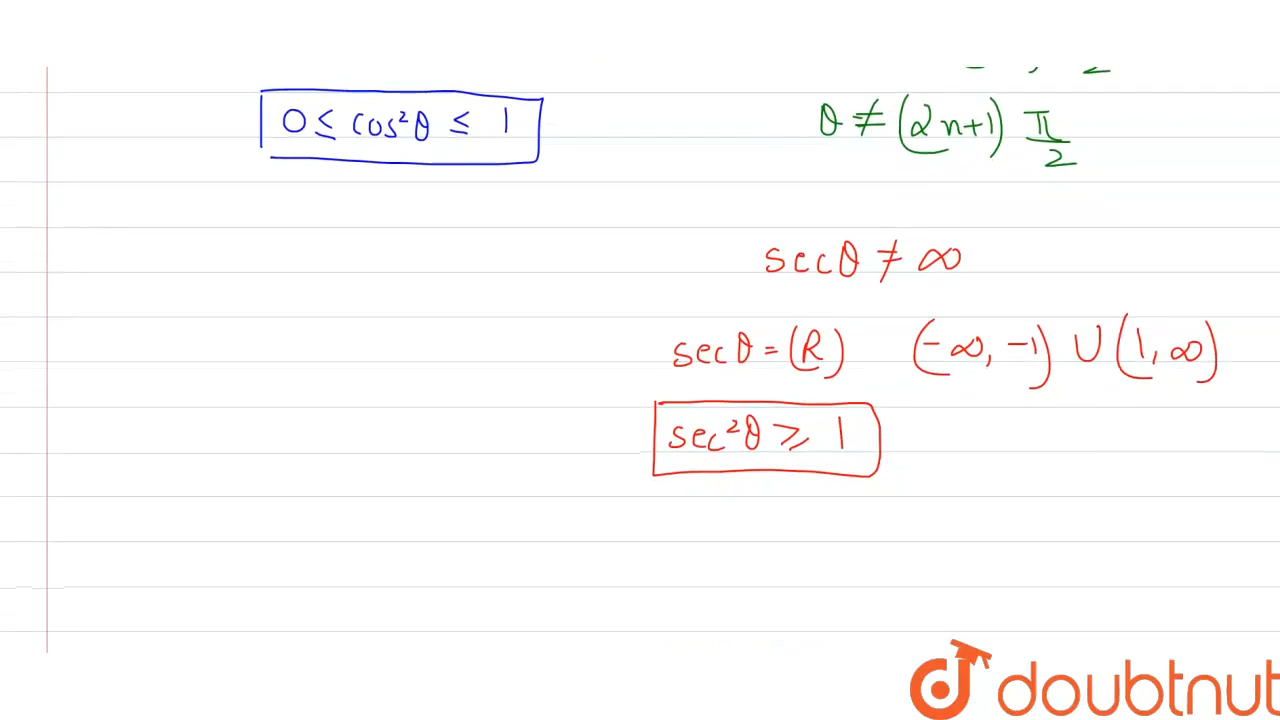 0 ≤ cos²θ ≤ 1
θ ≠ (2n+1) π/2
secθ ≠ ∞
secθ = (R) (-∞, -1) ∪ (1, ∞)
sec²θ ⩾ 1
doubtnut